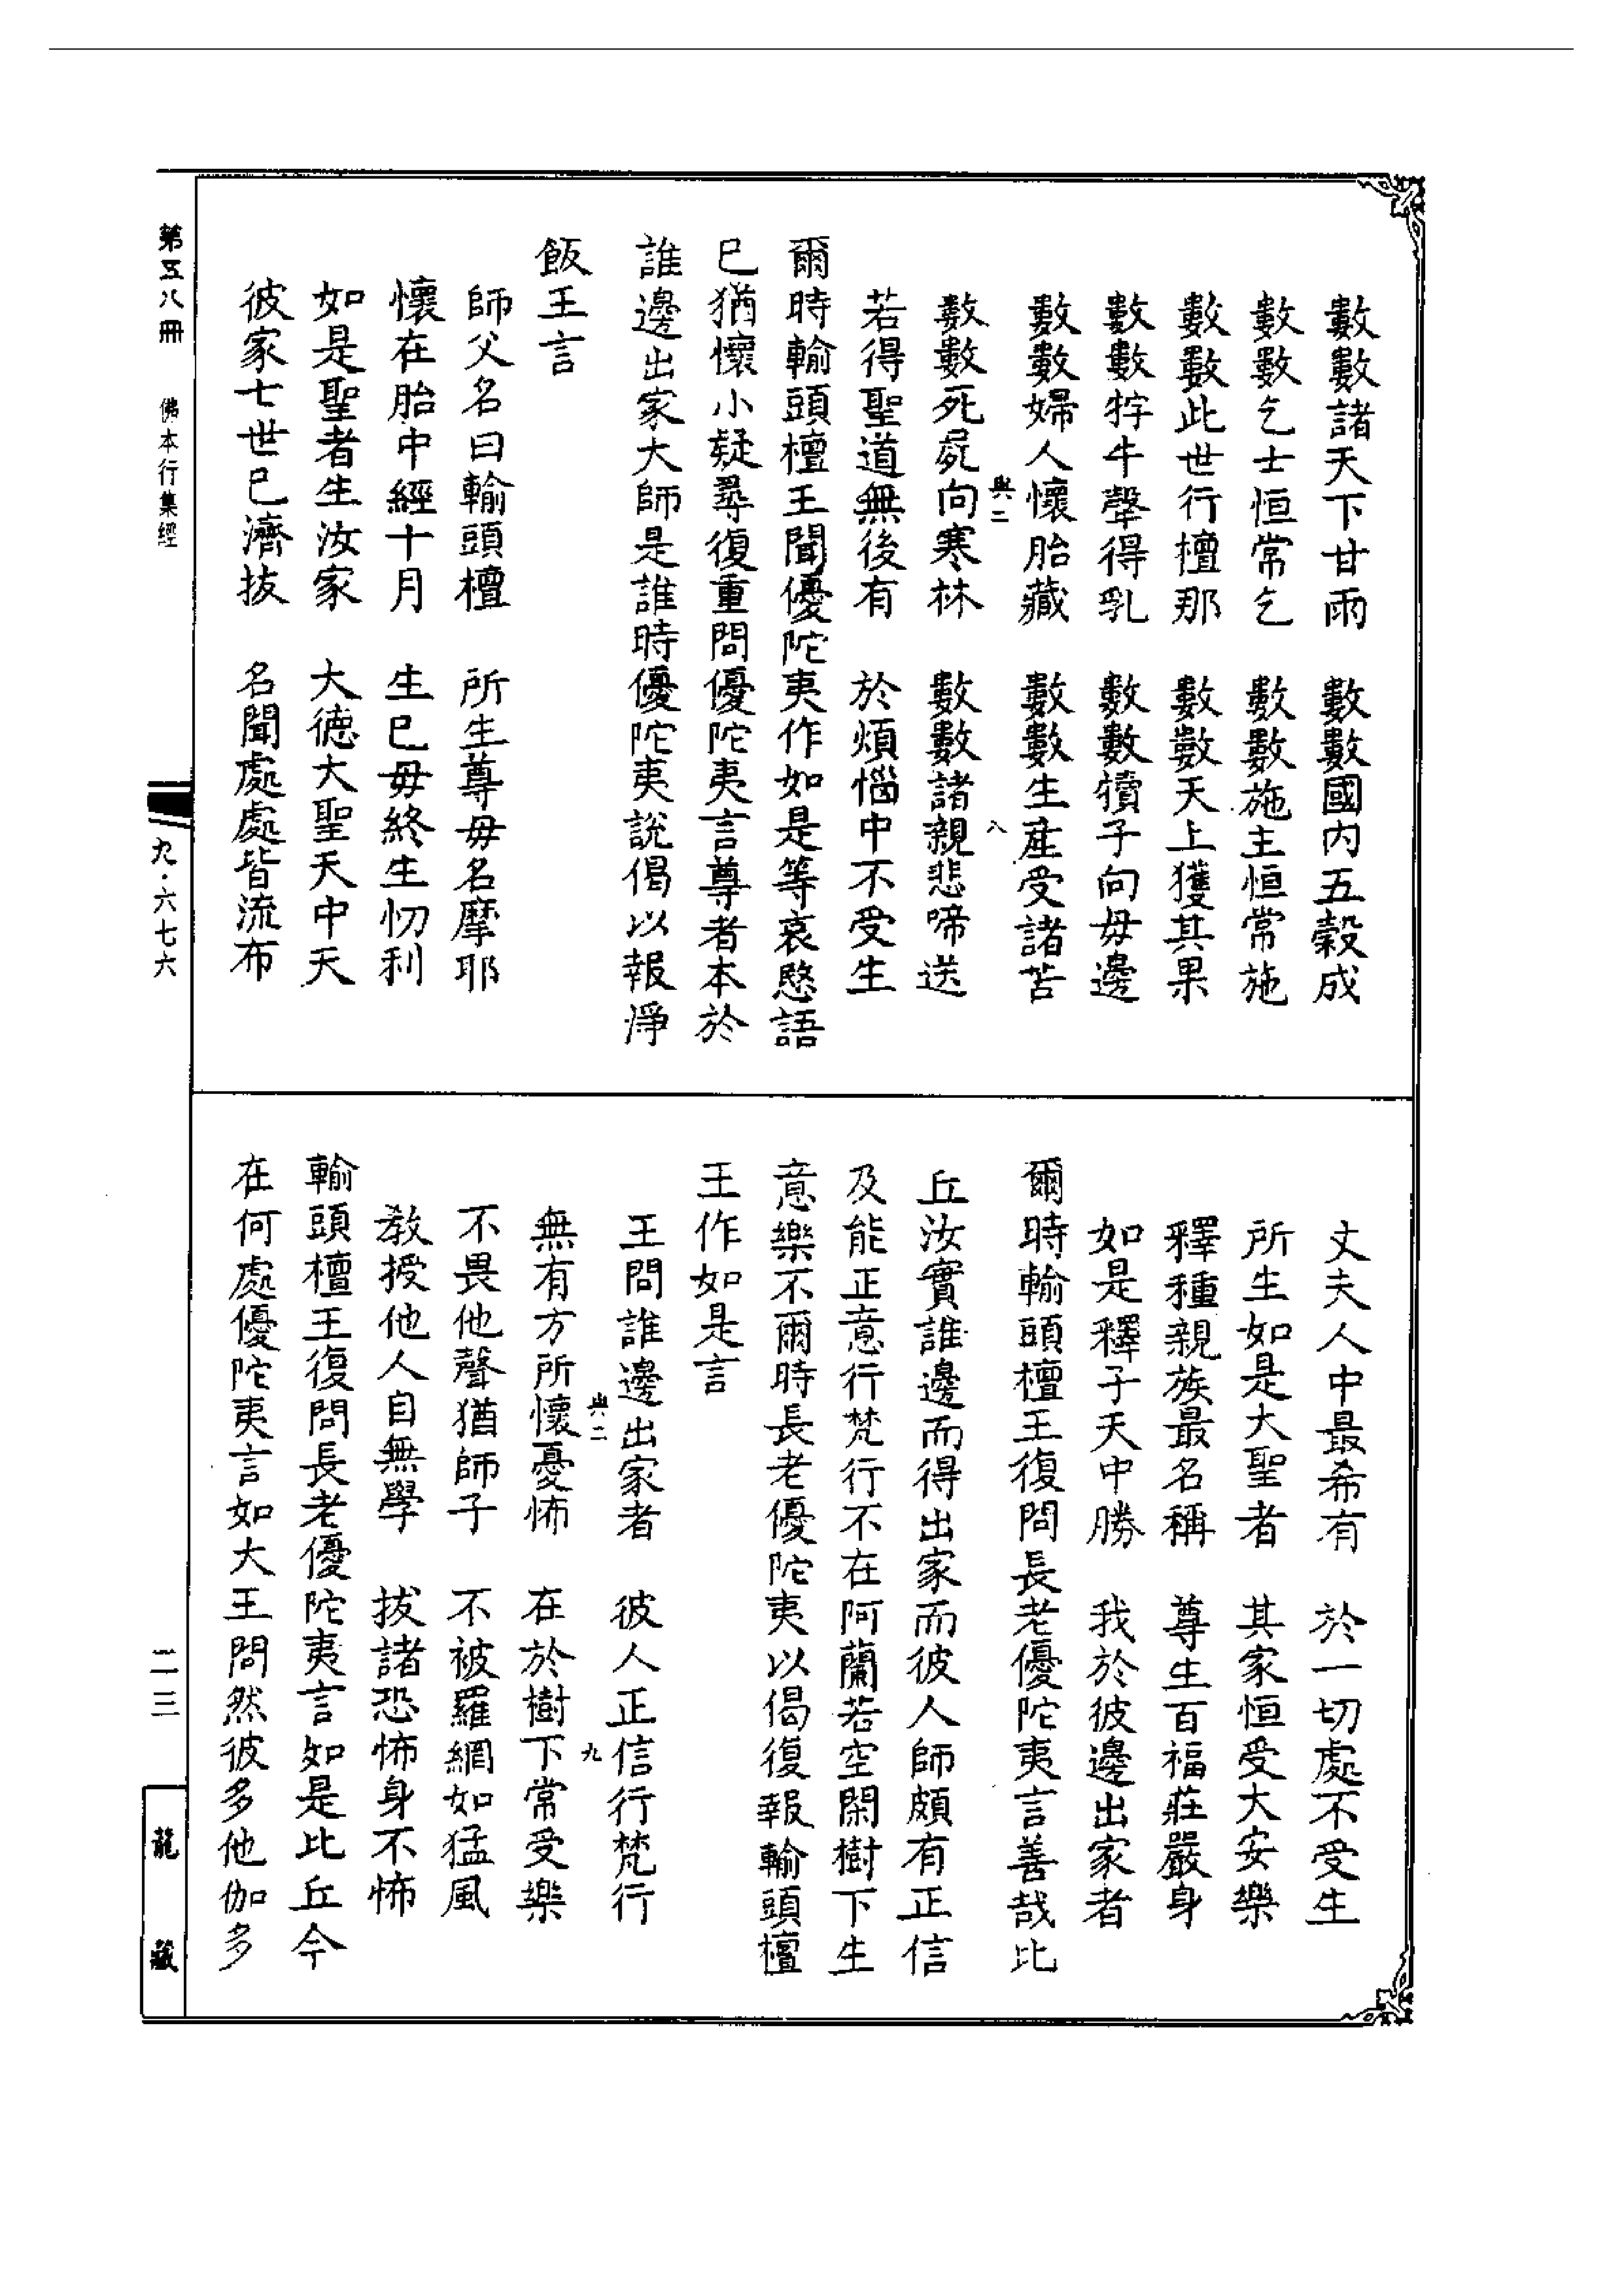 數數諸天下甘雨　數數國內五穀成
數數乞士恒常乞　數數施主恒常施
數數此世行檀那　數數天上獲其果
數數牸牛𤛗得乳　數數犢子向母邊
數數婦人懷胎藏　數數生產受諸苦
與二　八
數數死屍向寒林　數數諸親悲啼送
若得聖道無後有　於煩惱中不受生
爾時輸頭檀王聞優陀夷作如是等哀愍語
已猶懷小疑尋復重問優陀夷言尊者本於
誰邊出家大師是誰時優陀夷說偈以報淨
飯王言
師父名曰輸頭檀　所生尊母名摩耶
懷在胎中經十月　生已母終生忉利
如是聖者生汝家　大德大聖天中天
彼家七世已濟拔　名聞處處皆流布
丈夫人中最希有　於一切處不受生
所生如是大聖者　其家恒受大安樂
釋種親族最名稱　尊生百福莊嚴身
如是釋子天中勝　我於彼邊出家者
爾時輸頭檀王復問長老優陀夷言善哉比
丘汝實誰邊而得出家而彼人師頗有正信
及能正意行梵行不在阿蘭若空閑樹下生
意樂不爾時長老優陀夷以偈復報輸頭檀
王作如是言
王問誰邊出家者　彼人正信行梵行
與二　九
無有方所懷憂怖　在於樹下常受樂
不畏他聲猶師子　不被羅網如猛風
教授他人自無學　拔諸恐怖身不怖
輸頭檀王復問長老優陀夷言如是比丘今
在何處優陀夷言如大王問然彼多他伽多
第五八冊　佛本行集經
九・六七六
二三
龍藏